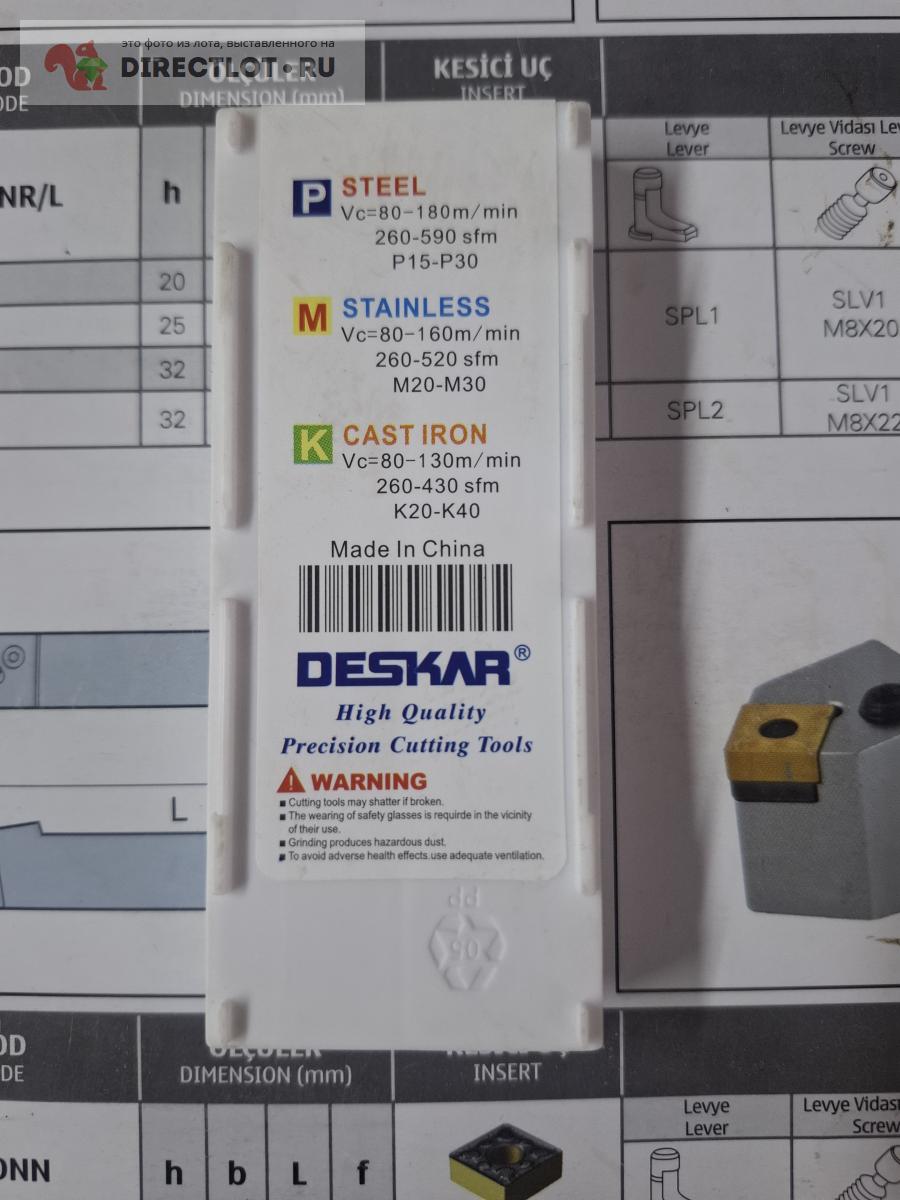 это фото из лота, выставленного на
DIRECTLOT.RU
OD
ODE
ÖLÇÜLER
DIMENSION (mm)
KESİCİ UÇ
INSERT
Levye
Lever
Levye Vidası Lev
Screw
NR/L
h
20
25
32
32
SPL1
SLV1
M8X20
SPL2
SLV1
M8X22
P STEEL
Vc=80-180m/min
260-590 sfm
P15-P30
M STAINLESS
Vc=80-160m/min
260-520 sfm
M20-M30
K CAST IRON
Vc=80-130m/min
260-430 sfm
K20-K40
Made In China
DESKAR®
High Quality
Precision Cutting Tools
WARNING
Cutting tools may shatter if broken.
The wearing of safety glasses is requirde in the vicinity
of their use.
Grinding produces hazardous dust.
To avoid adverse health effects.use adequate ventilation.
PP
05
L
OD
DE
ÖLÇÜLER
DIMENSION (mm)
INSERT
Levye
Lever
Levye Vidası
Screw
ONN
h b L f